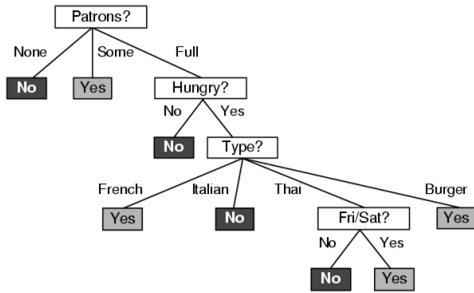 Patrons?
None Some Full
No Yes Hungry?
No Yes
No Type?
French Italian Thai Burger
Yes No Fri/Sat? Yes
No Yes
No Yes